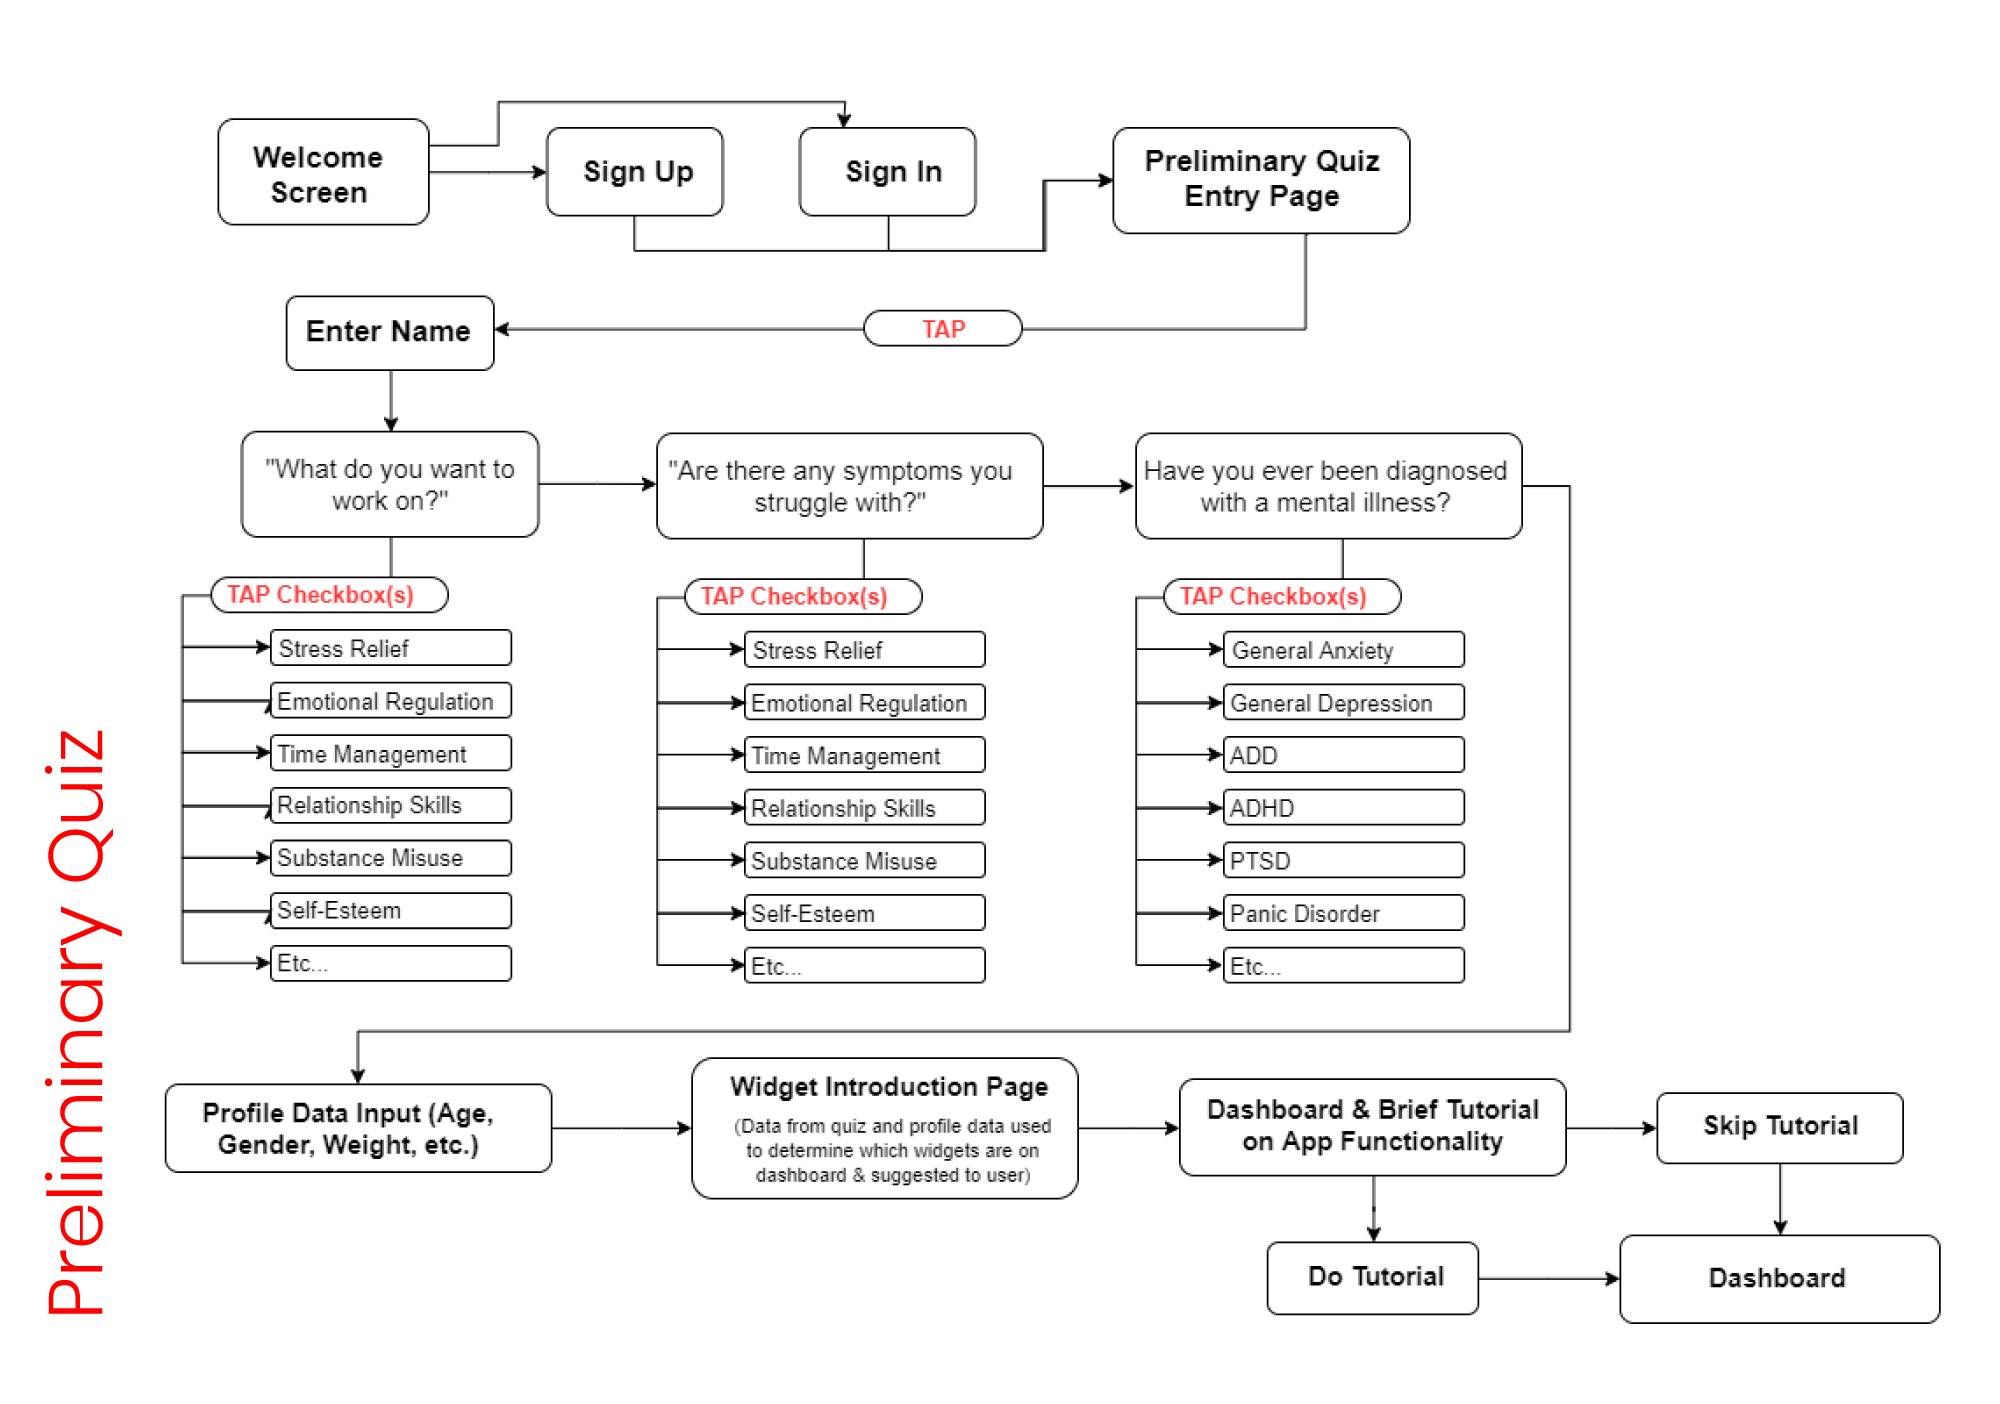 Preliminary Quiz
Welcome
Screen
Sign Up
Sign In
Preliminary Quiz
Entry Page
TAP
Enter Name
"What do you want to
work on?"
"Are there any symptoms you
struggle with?"
Have you ever been diagnosed
with a mental illness?
TAP Checkbox(s)
Stress Relief
Emotional Regulation
Time Management
Relationship Skills
Substance Misuse
Self-Esteem
Etc...
TAP Checkbox(s)
Stress Relief
Emotional Regulation
Time Management
Relationship Skills
Substance Misuse
Self-Esteem
Etc...
TAP Checkbox(s)
General Anxiety
General Depression
ADD
ADHD
PTSD
Panic Disorder
Etc...
Profile Data Input (Age,
Gender, Weight, etc.)
Widget Introduction Page
(Data from quiz and profile data used
to determine which widgets are on
dashboard & suggested to user)
Dashboard & Brief Tutorial
on App Functionality
Skip Tutorial
Do Tutorial
Dashboard